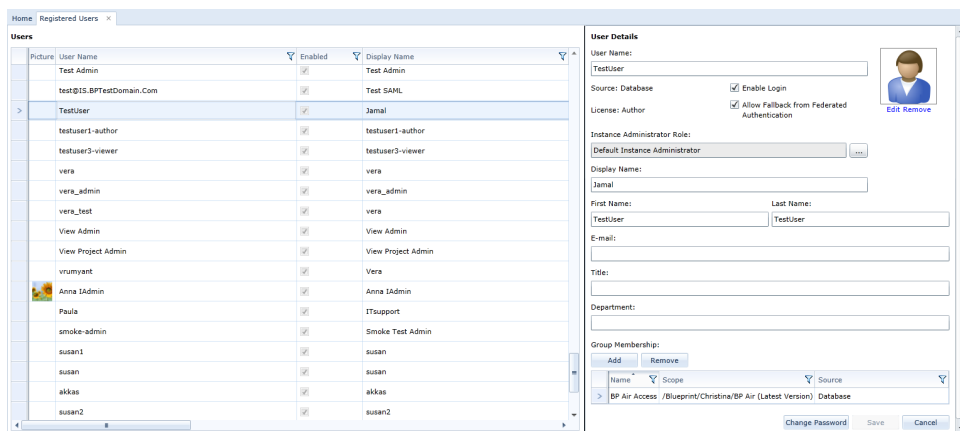 Home Registered Users ×
Users
Picture User Name Enabled Display Name
Test Admin Test Admin
test@IS.BPTestDomain.Com Test SAML
TestUser Jamal
testuser1-author testuser1-author
testuser3-viewer testuser3-viewer
vera vera
vera_admin vera_admin
vera_test vera
View Admin View Admin
View Project Admin View Project Admin
vrumyant Vera
Anna IAdmin Anna IAdmin
Paula ITsupport
smoke-admin Smoke Test Admin
susan1 susan
susan susan
akkas akkas
susan2 susan2
User Details
User Name:
TestUser
Source: Database Enable Login
License: Author Allow Fallback from Federated
Authentication
Edit Remove
Instance Administrator Role:
Default Instance Administrator ...
Display Name:
Jamal
First Name: Last Name:
TestUser TestUser
E-mail:
Title:
Department:
Group Membership:
Add Remove
Name Scope Source
BP Air Access /Blueprint/Christina/BP Air (Latest Version) Database
Change Password Save Cancel